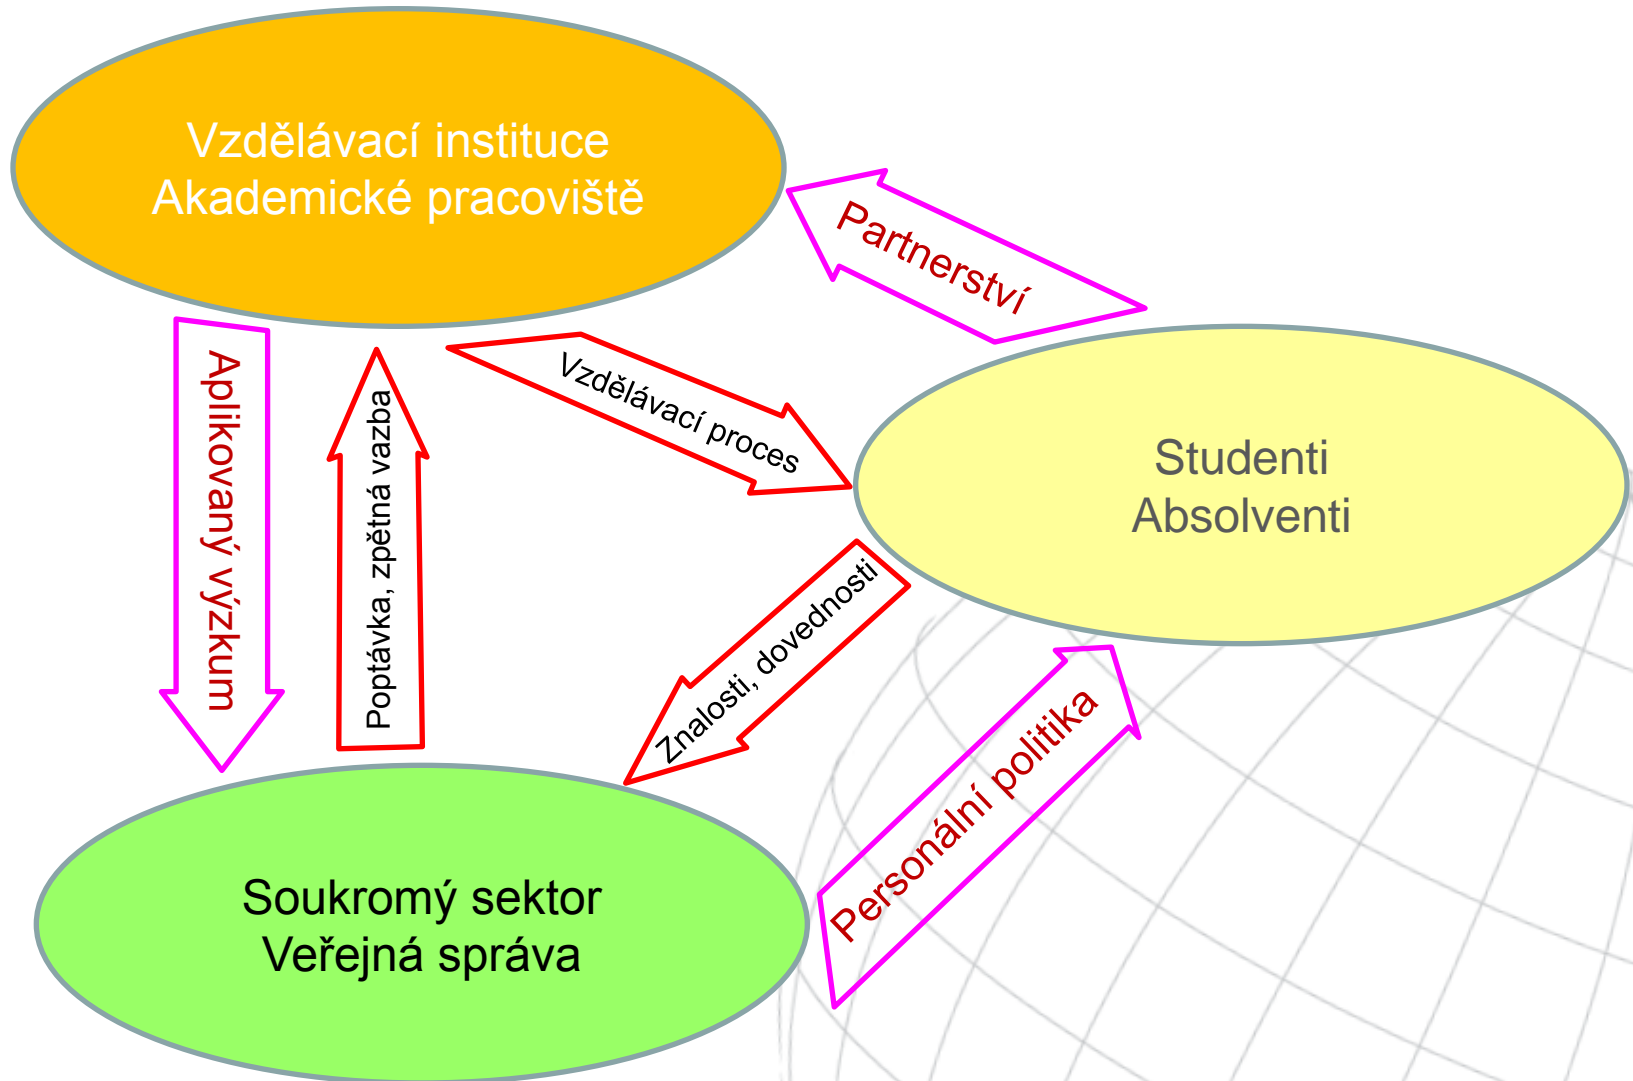 Vzdělávací instituce
Akademické pracoviště
Partnerství
Vzdělávací proces
Aplikovaný výzkum
Poptávka, zpětná vazba
Studenti
Absolventi
Znalosti, dovednosti
Personální politika
Soukromý sektor
Veřejná správa